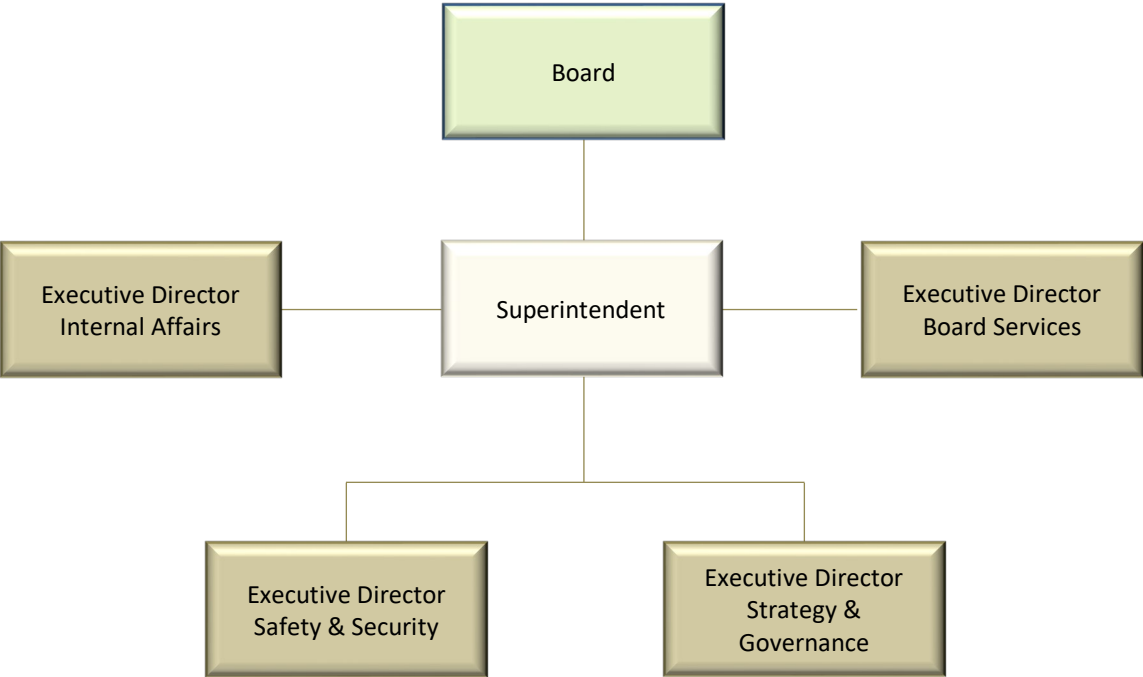 Board
Executive Director
Internal Affairs
Superintendent
Executive Director
Board Services
Executive Director
Safety & Security
Executive Director
Strategy &
Governance